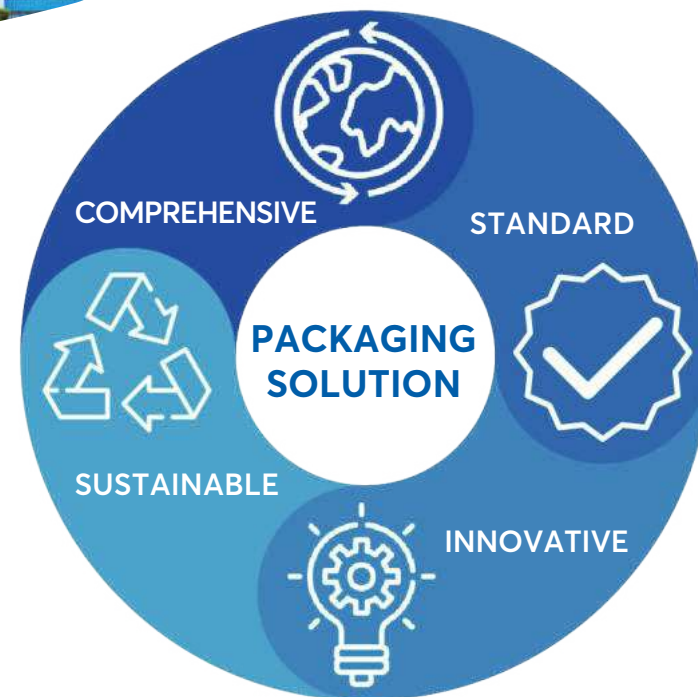 COMPREHENSIVE
STANDARD
PACKAGING
SOLUTION
SUSTAINABLE
INNOVATIVE